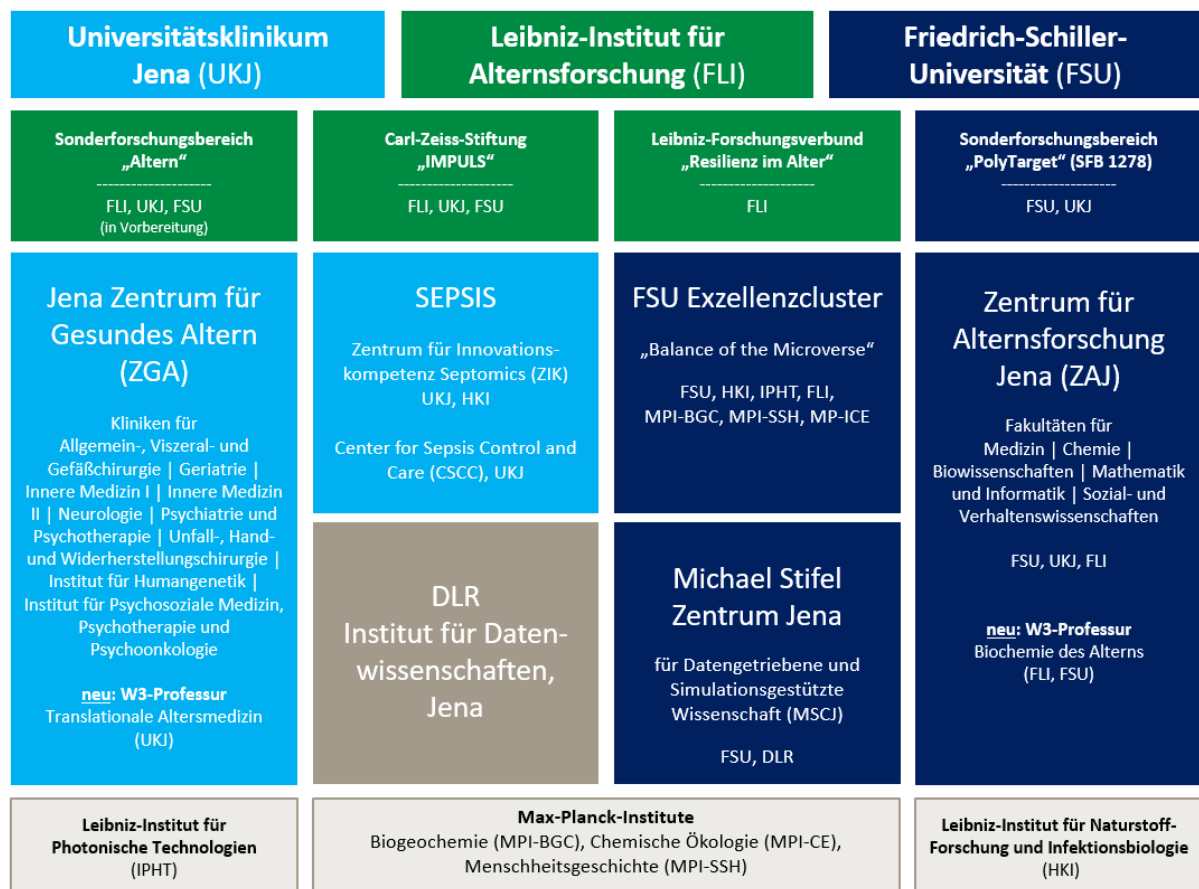 Universitätsklinikum
Jena (UKJ)
Leibniz-Institut für
Alternsforschung (FLI)
Friedrich-Schiller-
Universität (FSU)
Sonderforschungsbereich
„Altern“
--------------------
FLI, UKJ, FSU
(in Vorbereitung)
Carl-Zeiss-Stiftung
„IMPULS“
--------------------
FLI, UKJ, FSU
Leibniz-Forschungsverbund
„Resilienz im Alter“
--------------------
FLI
Sonderforschungsbereich
„PolyTarget“ (SFB 1278)
--------------------
FSU, UKJ
Jena Zentrum für
Gesundes Altern
(ZGA)
Kliniken für
Allgemein-, Viszeral- und
Gefäßchirurgie | Geriatrie |
Innere Medizin I | Innere Medizin
II | Neurologie | Psychiatrie und
Psychotherapie | Unfall-, Hand-
und Widerherstellungschirurgie |
Institut für Humangenetik |
Institut für Psychosoziale Medizin,
Psychotherapie und
Psychoonkologie
neu: W3-Professur
Translationale Altersmedizin
(UKJ)
SEPSIS
Zentrum für Innovations-
kompetenz Septomics (ZIK)
UKJ, HKI
Center for Sepsis Control and
Care (CSCC), UKJ
FSU Exzellenzcluster
„Balance of the Microverse“
FSU, HKI, IPHT, FLI,
MPI-BGC, MPI-SSH, MP-ICE
Zentrum für
Alternsforschung
Jena (ZAJ)
Fakultäten für
Medizin | Chemie |
Biowissenschaften | Mathematik
und Informatik | Sozial- und
Verhaltenswissenschaften
FSU, UKJ, FLI
neu: W3-Professur
Biochemie des Alterns
(FLI, FSU)
DLR
Institut für Daten-
wissenschaften,
Jena
Michael Stifel
Zentrum Jena
für Datengetriebene und
Simulationsgestützte
Wissenschaft (MSCJ)
FSU, DLR
Leibniz-Institut für
Photonische Technologien
(IPHT)
Max-Planck-Institute
Biogeochemie (MPI-BGC), Chemische Ökologie (MPI-CE),
Menschheitsgeschichte (MPI-SSH)
Leibniz-Institut für Naturstoff-
Forschung und Infektionsbiologie
(HKI)